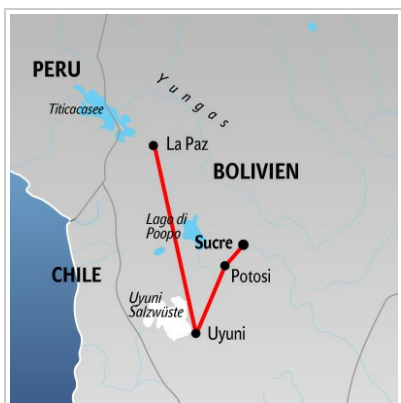 PERU
Yungas
Titicacasee
La Paz
BOLIVIEN
Lago di
Poopo
Sucre
CHILE
Potosi
Uyuni
Salzwüste
Uyuni